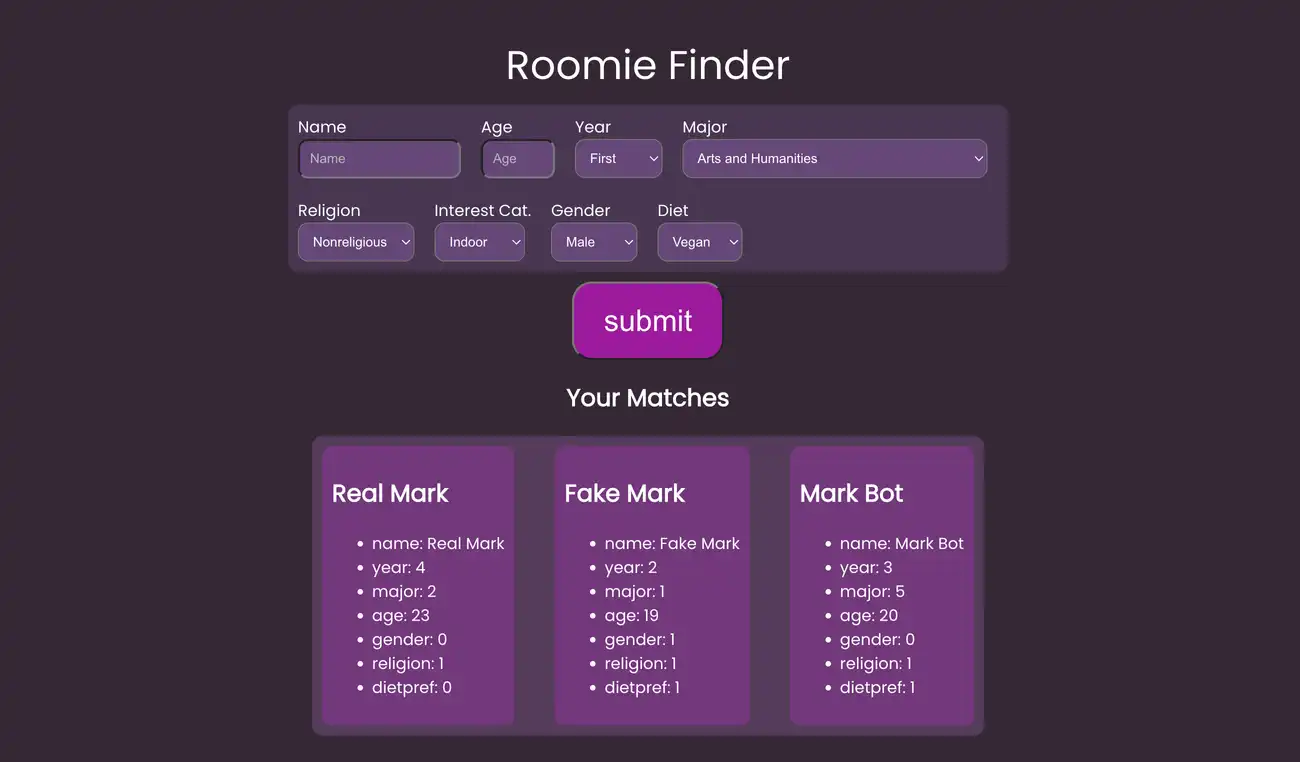 Roomie Finder
Name Age Year Major
Name Age First Arts and Humanities
Religion Interest Cat. Gender Diet
Nonreligious Indoor Male Vegan
submit
Your Matches
Real Mark
name: Real Mark
year: 4
major: 2
age: 23
gender: 0
religion: 1
dietpref: 0
Fake Mark
name: Fake Mark
year: 2
major: 1
age: 19
gender: 1
religion: 1
dietpref: 1
Mark Bot
name: Mark Bot
year: 3
major: 5
age: 20
gender: 0
religion: 1
dietpref: 1